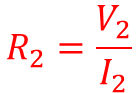 R₂ = V₂/I₂